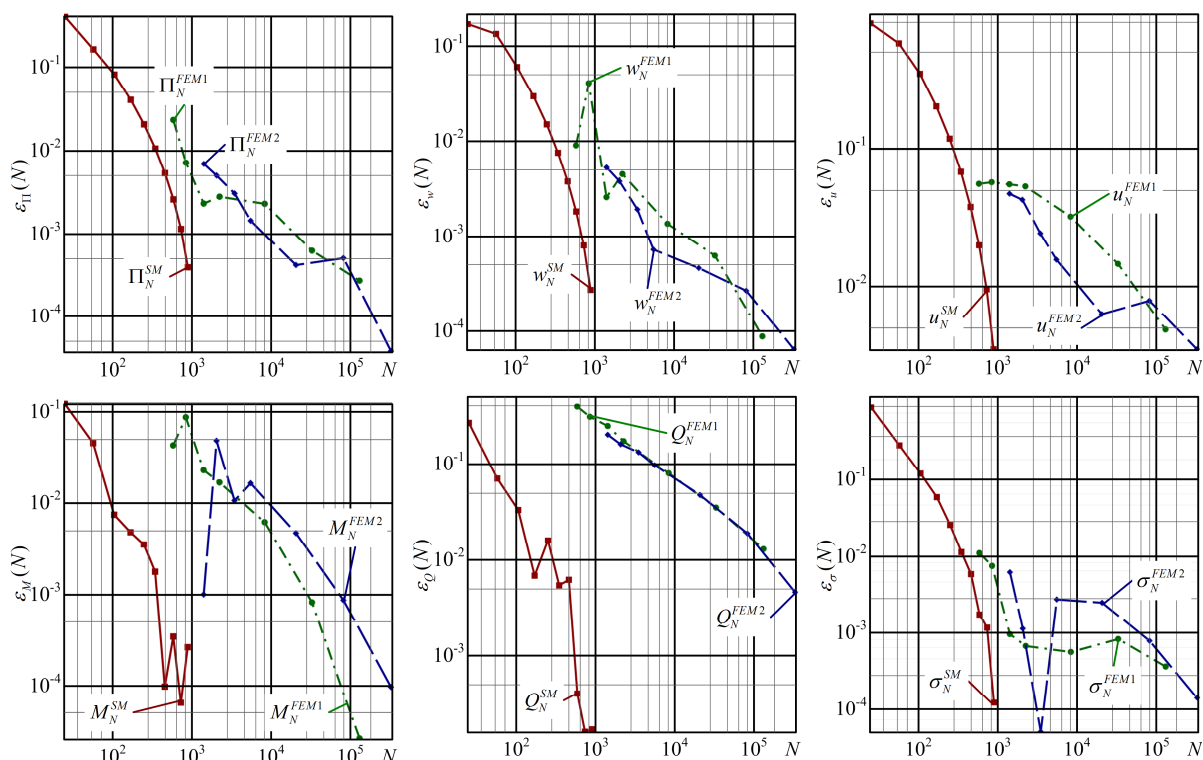 10^{-1}
10^{-2}
10^{-3}
10^{-4}
ε_Π(N)
Π_N^{FEM1}
Π_N^{FEM2}
Π_N^{SM}
10^2 10^3 10^4 10^5 N
10^{-1}
10^{-2}
10^{-3}
10^{-4}
ε_w(N)
w_N^{FEM1}
w_N^{SM}
w_N^{FEM2}
10^2 10^3 10^4 10^5 N
10^{-1}
10^{-2}
ε_u(N)
u_N^{FEM1}
u_N^{SM}
u_N^{FEM2}
10^2 10^3 10^4 10^5 N
10^{-1}
10^{-2}
10^{-3}
10^{-4}
ε_M(N)
M_N^{FEM2}
M_N^{SM}
M_N^{FEM1}
10^2 10^3 10^4 10^5 N
10^{-1}
10^{-2}
10^{-3}
ε_Q(N)
Q_N^{FEM1}
Q_N^{FEM2}
Q_N^{SM}
10^2 10^3 10^4 10^5 N
10^{-1}
10^{-2}
10^{-3}
10^{-4}
ε_σ(N)
σ_N^{FEM2}
σ_N^{SM}
σ_N^{FEM1}
10^2 10^3 10^4 10^5 N